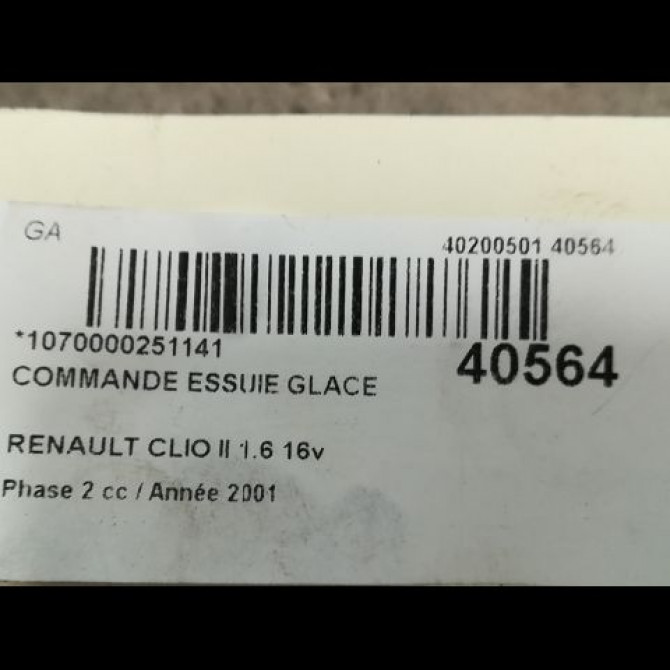 GA
40200501 40564
*1070000251141
40564
COMMANDE ESSUIE GLACE
RENAULT CLIO II 1.6 16v
Phase 2 cc / Année 2001